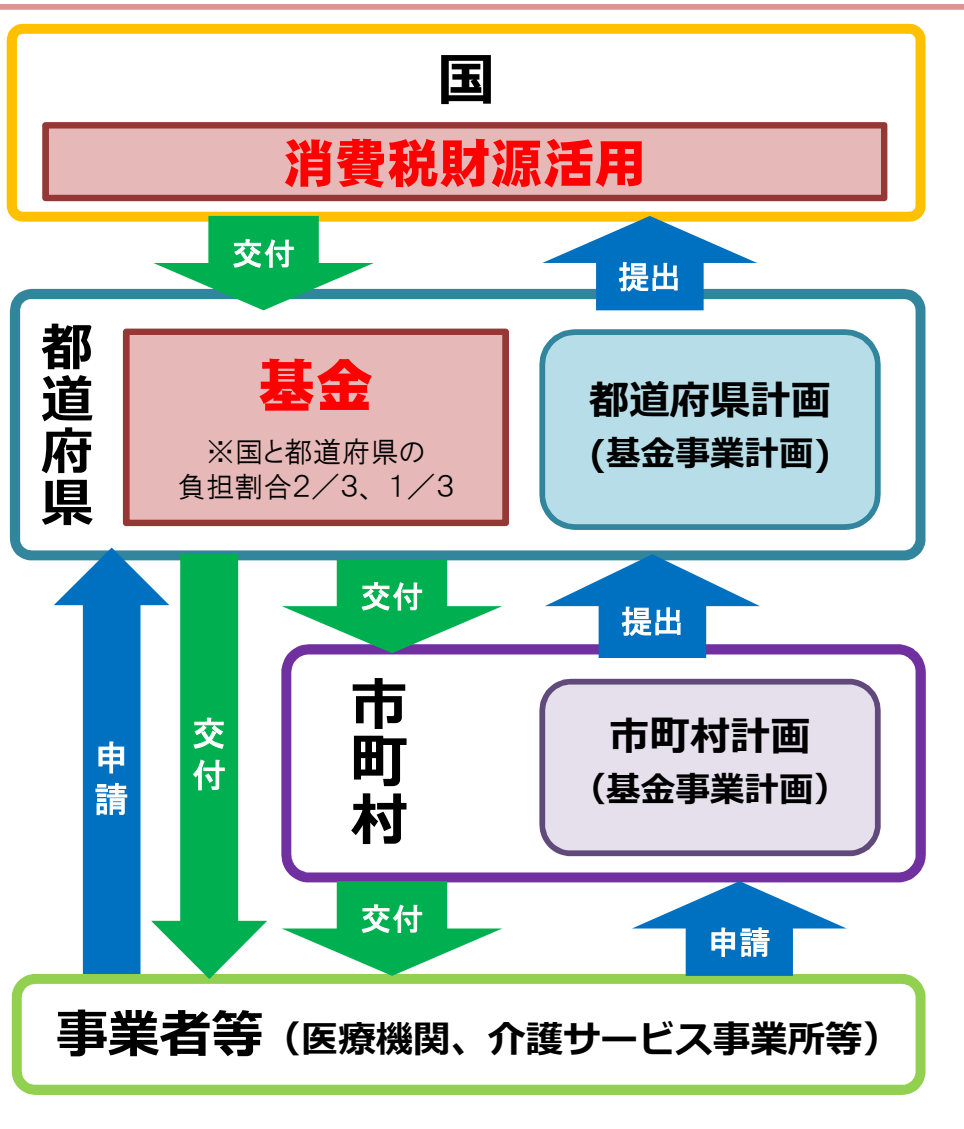 国
消費税財源活用
交付
提出
都道府県
基金
※国と都道府県の
負担割合2／3、1／3
都道府県計画
(基金事業計画)
交付
提出
申請
交付
市町村
市町村計画
（基金事業計画）
交付
申請
事業者等（医療機関、介護サービス事業所等）